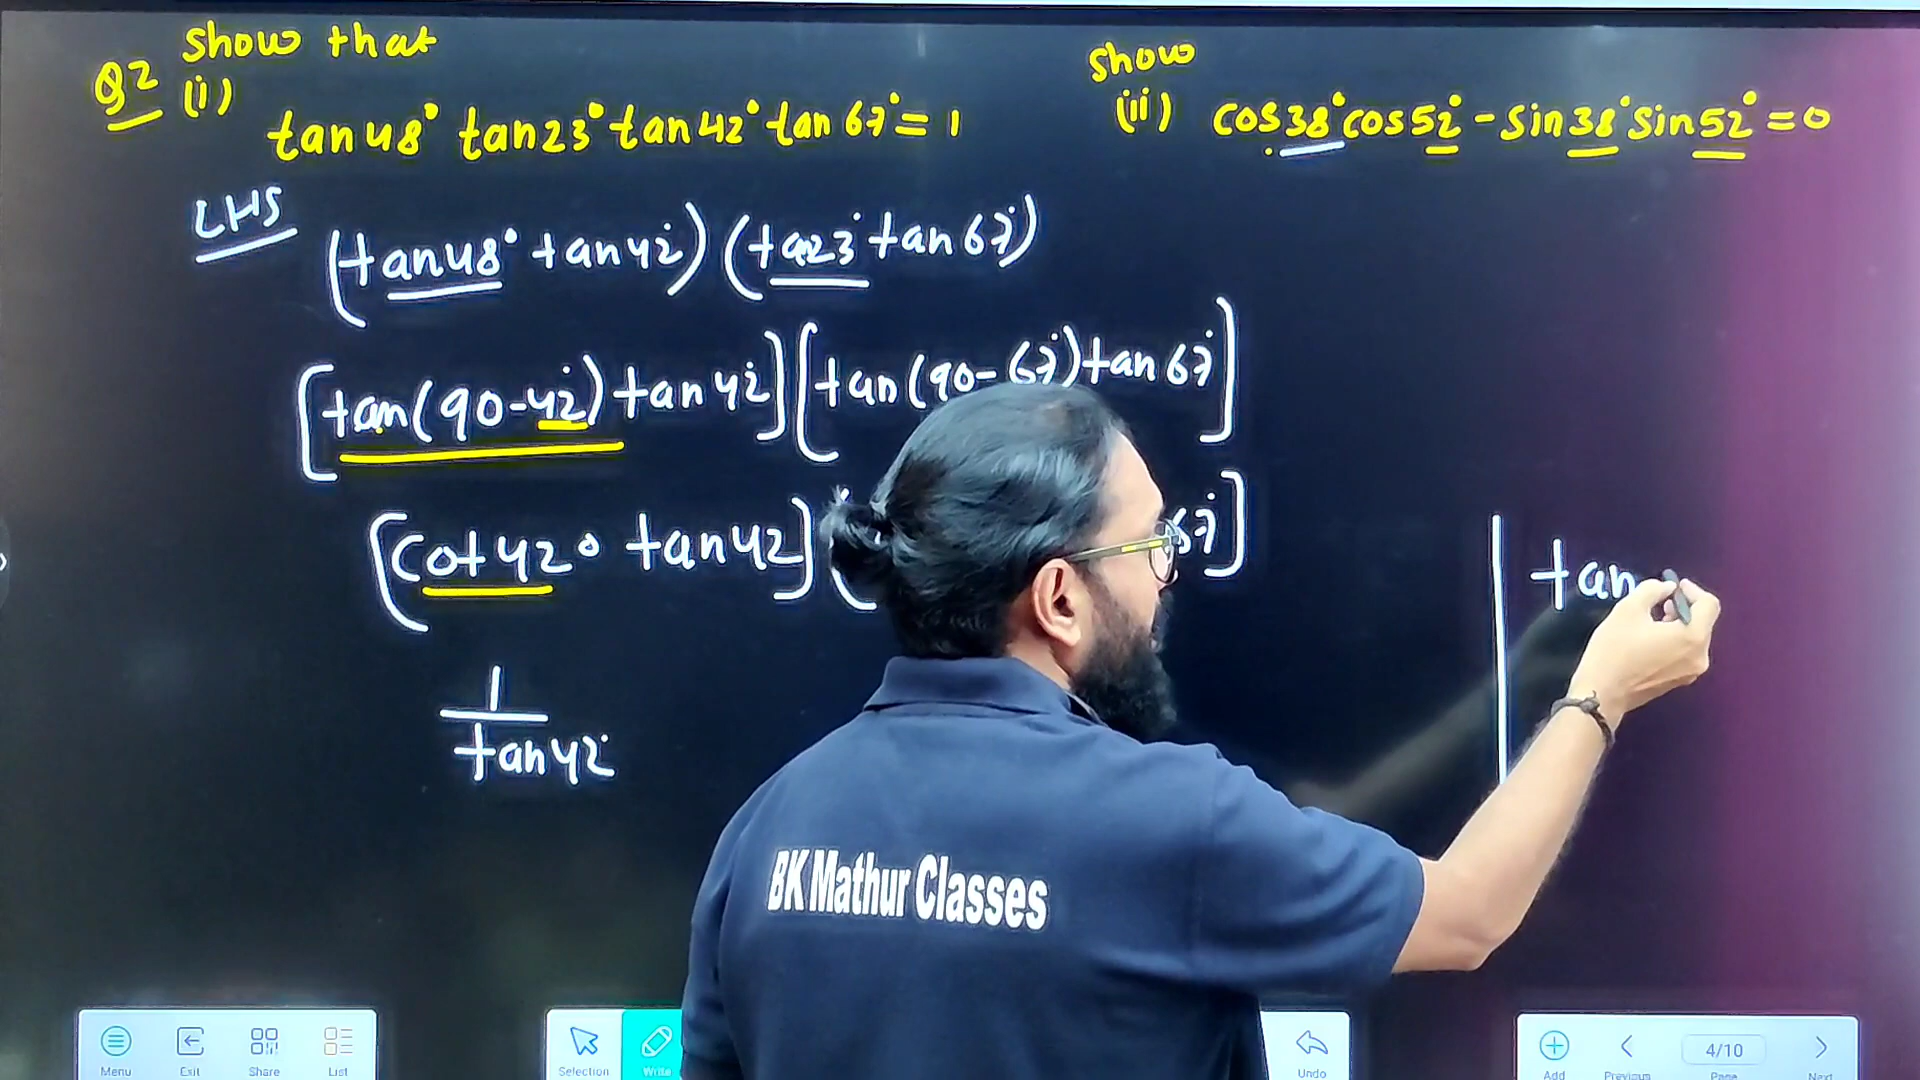 Show that
Q2 (i)
tan48° tan23° tan42° tan67° = 1
Show
(ii) cos38° cos52° - sin38° sin52° = 0
LHS
(tan48° tan42°) (ta23° tan67°)
[tan(90-42°) tan42°] [tan(90-67°) tan67°]
[cot42° tan42] ( 67°]
1
tan42°
tan
BK Mathur Classes
Menu
Exit
Share
List
Selection
Write
Undo
Add
Previous
4/10
Page
Next